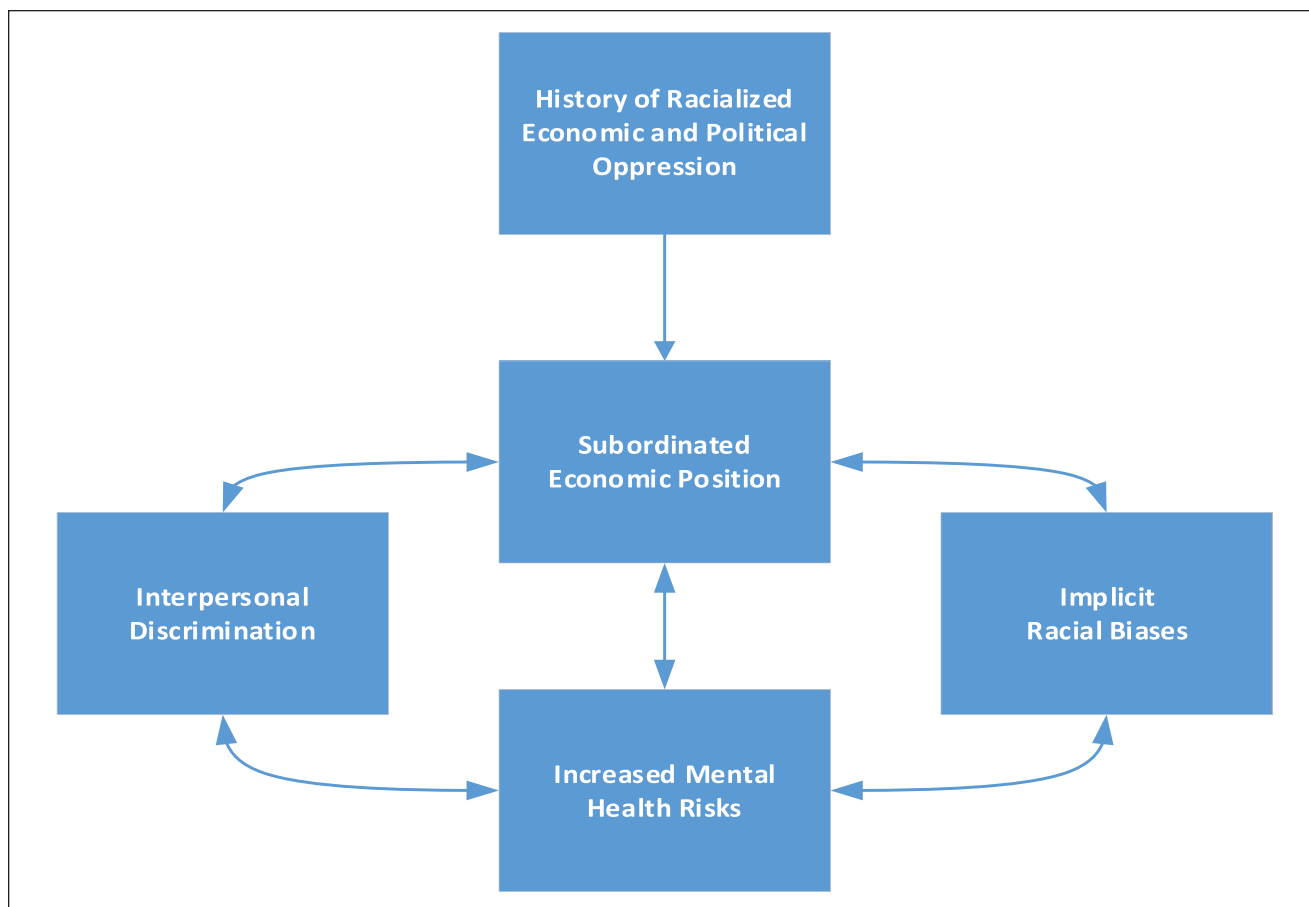 History of Racialized
Economic and Political
Oppression
Subordinated
Economic Position
Interpersonal
Discrimination
Implicit
Racial Biases
Increased Mental
Health Risks